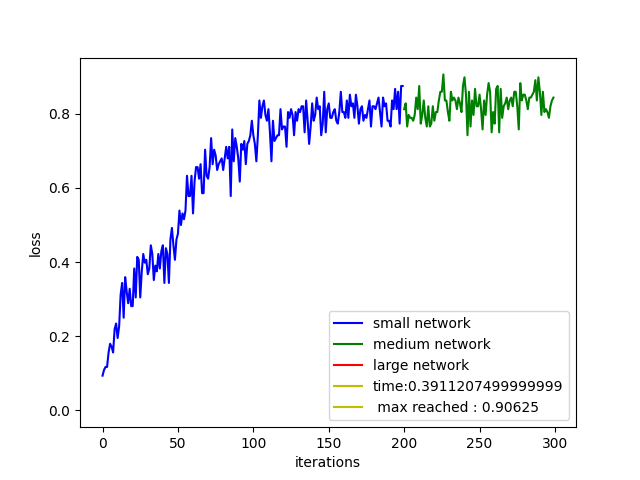 0.8
0.6
0.4
0.2
0.0
loss
small network
medium network
large network
time:0.3911207499999999
max reached : 0.90625
0 50 100 150 200 250 300
iterations